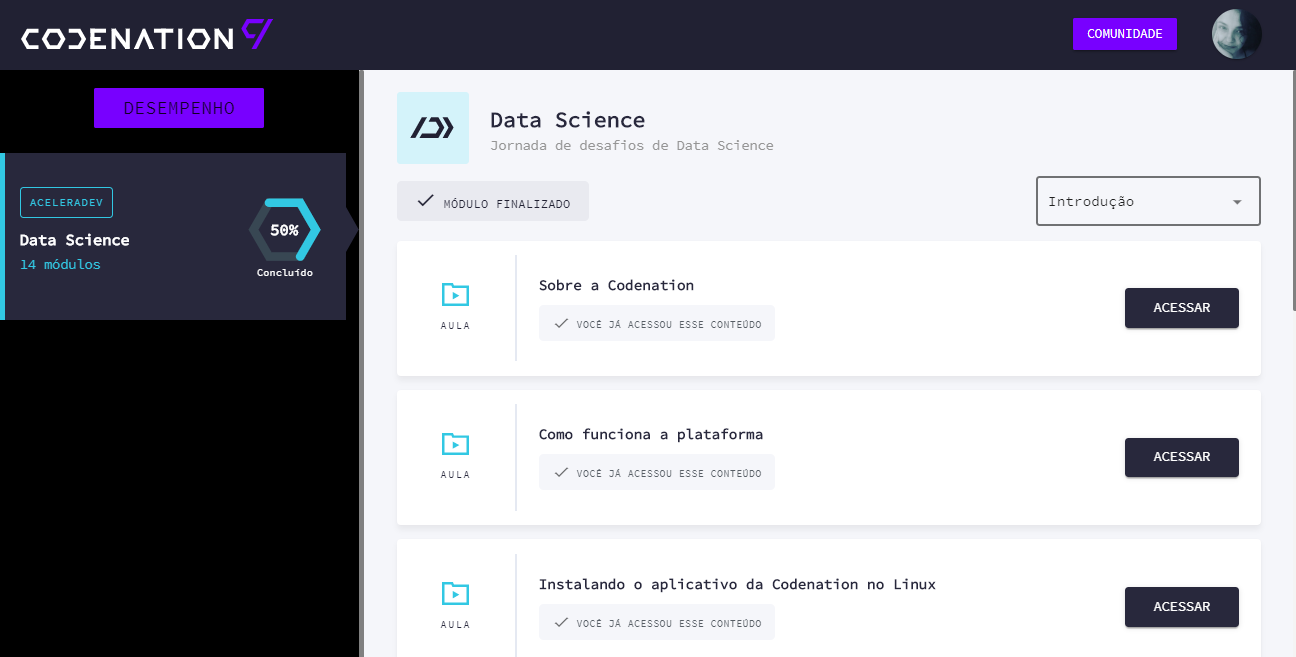 CODENATION
COMUNIDADE
DESEMPENHO
ACELERADEV
Data Science
14 módulos
50%
Concluído
Data Science
Jornada de desafios de Data Science
MÓDULO FINALIZADO
Introdução
AULA
Sobre a Codenation
VOCÊ JÁ ACESSOU ESSE CONTEÚDO
ACESSAR
AULA
Como funciona a plataforma
VOCÊ JÁ ACESSOU ESSE CONTEÚDO
ACESSAR
AULA
Instalando o aplicativo da Codenation no Linux
VOCÊ JÁ ACESSOU ESSE CONTEÚDO
ACESSAR